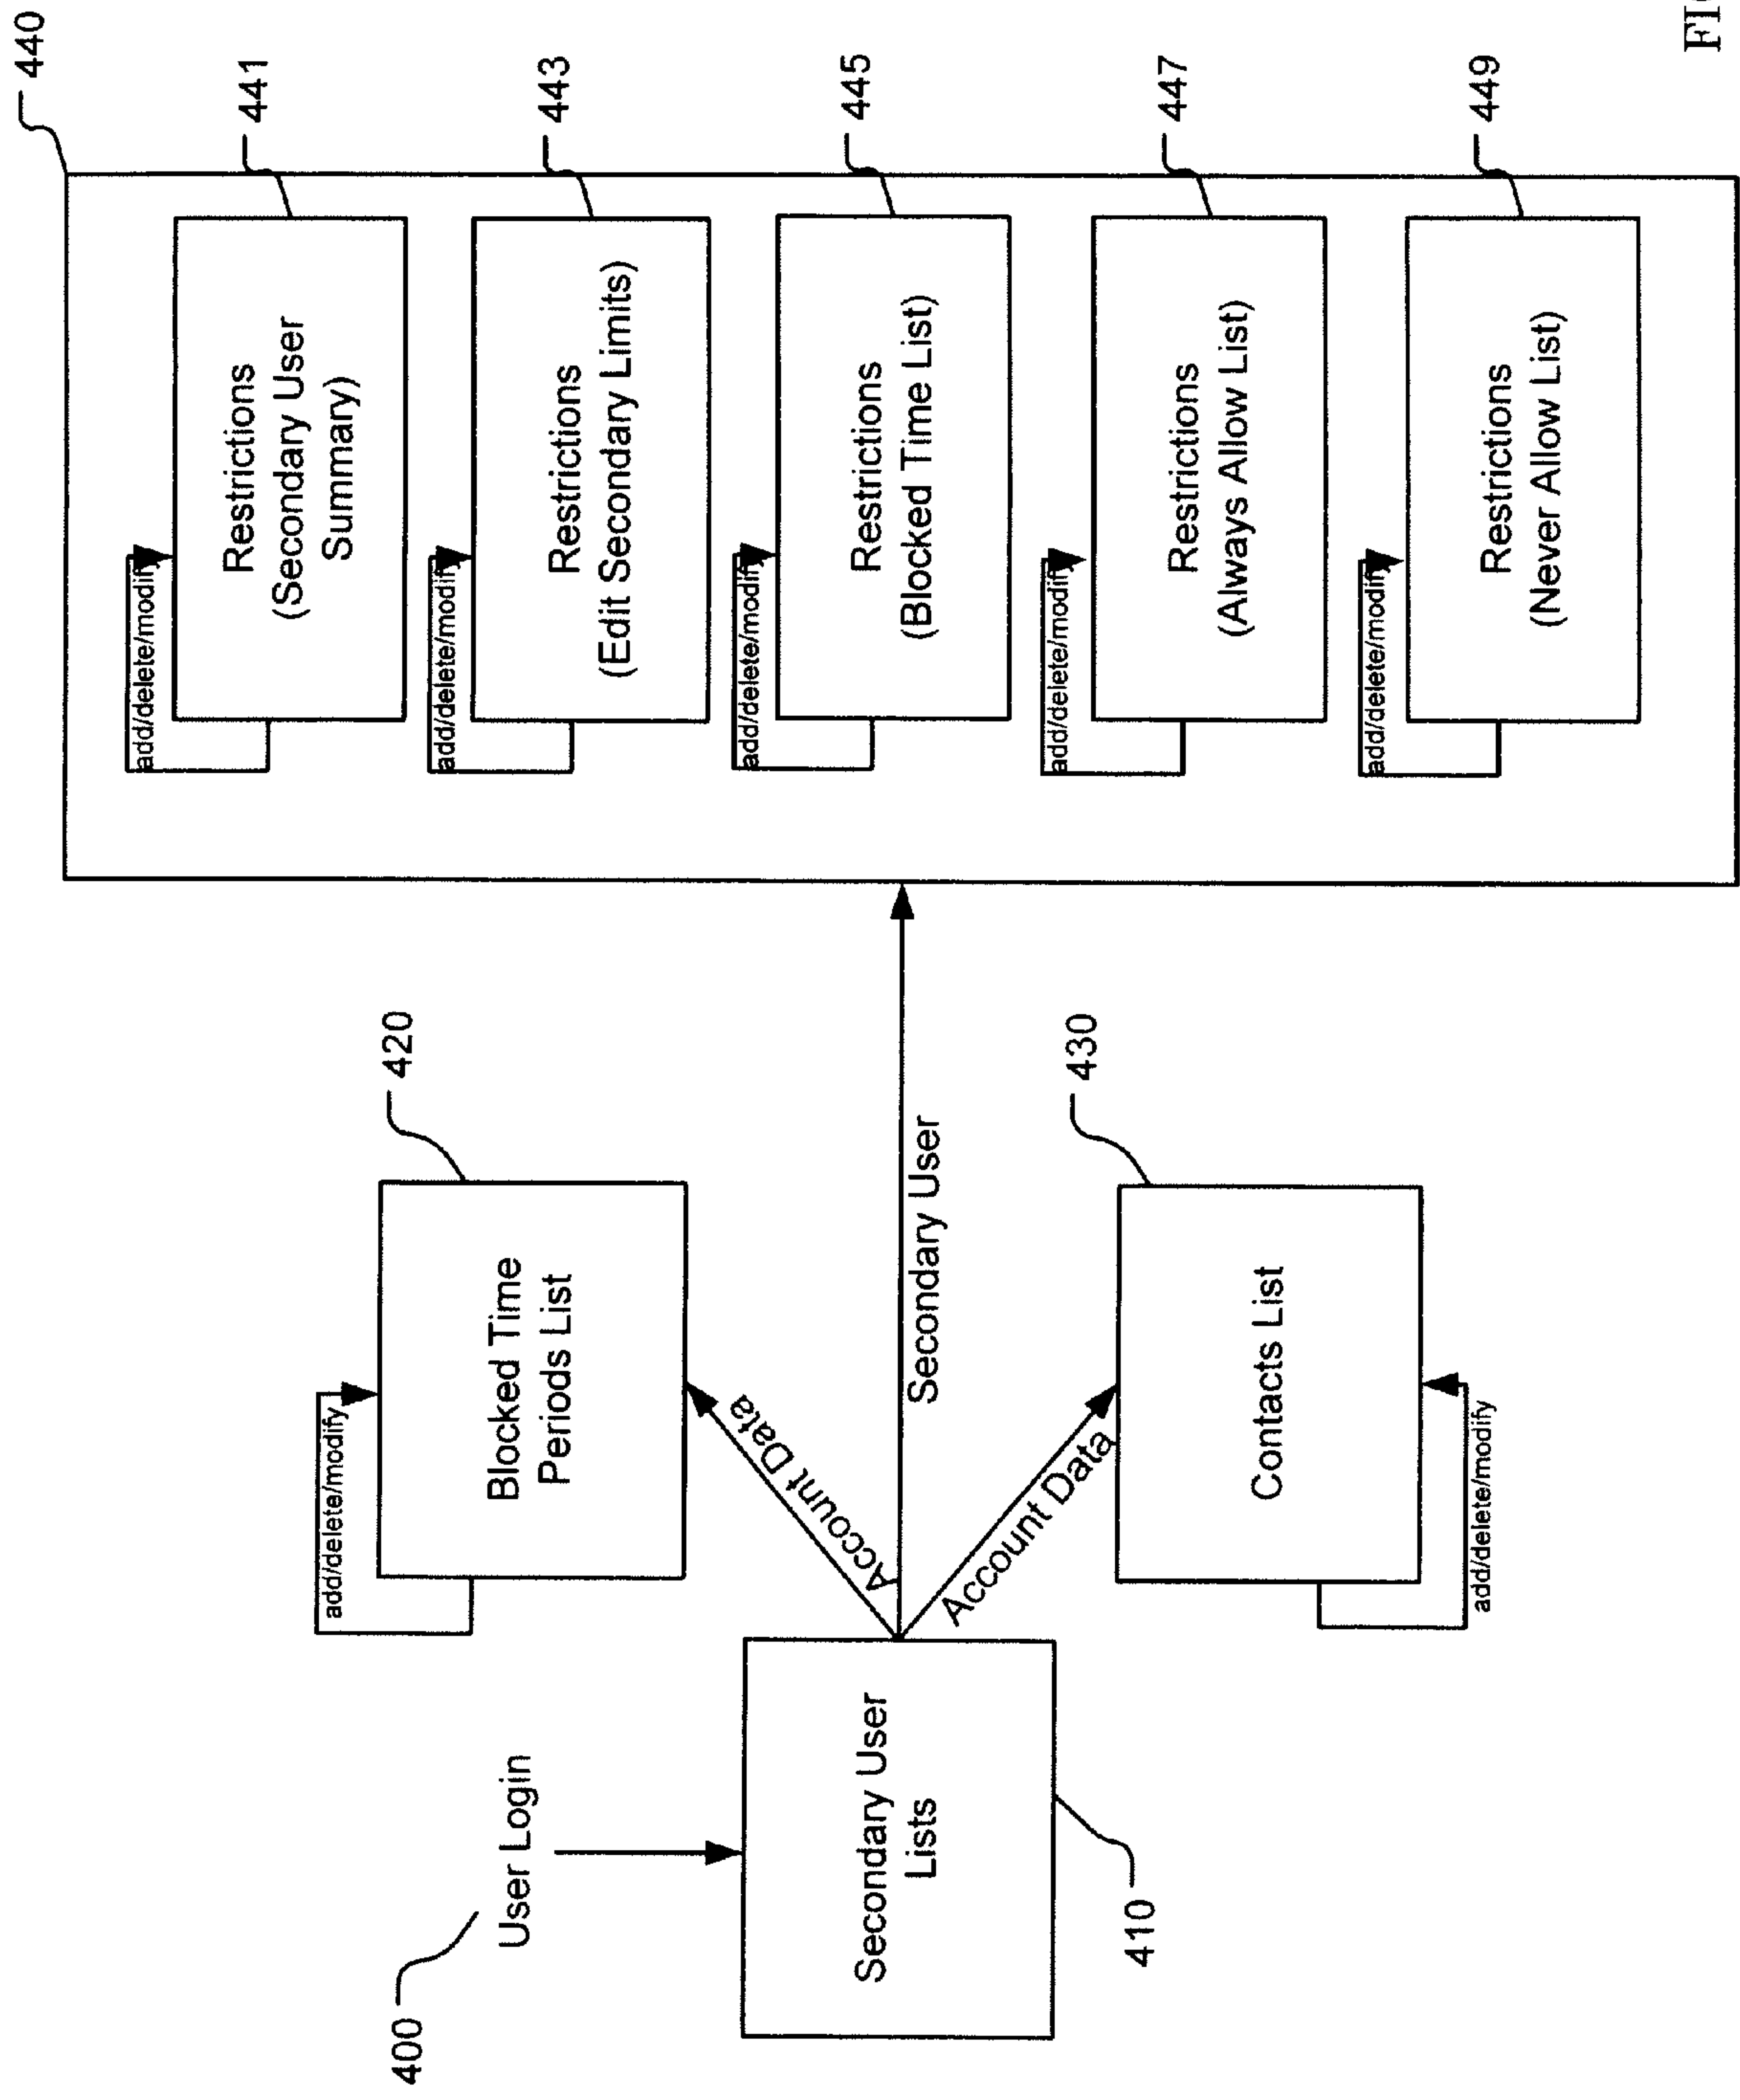 400
User Login
Secondary User
Lists
410
Account Data
Secondary User
Account Data
420
add/delete/modify
Blocked Time
Periods List
430
Contacts List
add/delete/modify
440
441
add/delete/modify
Restrictions
(Secondary User
Summary)
443
add/delete/modify
Restrictions
(Edit Secondary Limits)
445
add/delete/modify
Restrictions
(Blocked Time List)
447
add/delete/modify
Restrictions
(Always Allow List)
449
add/delete/modify
Restrictions
(Never Allow List)